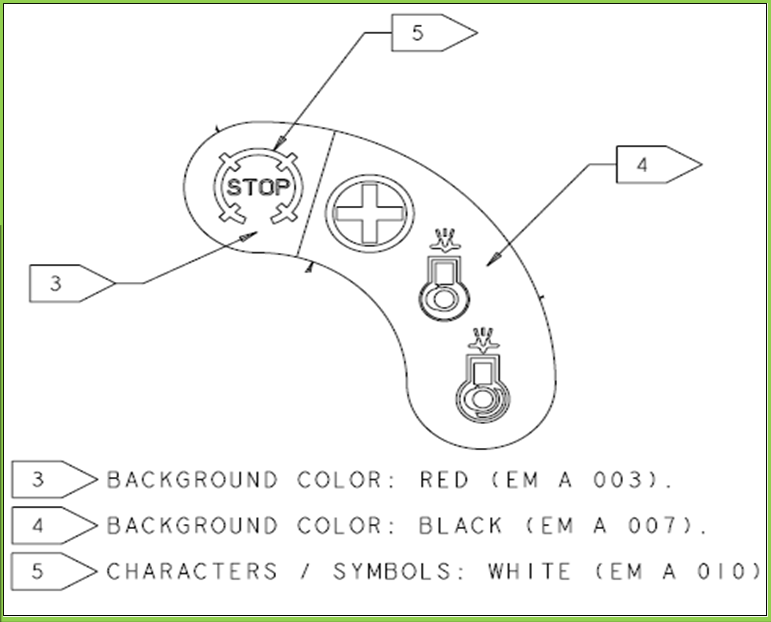 5
4
STOP
3
3 BACKGROUND COLOR: RED (EM A 003).
4 BACKGROUND COLOR: BLACK (EM A 007).
5 CHARACTERS / SYMBOLS: WHITE (EM A 010)